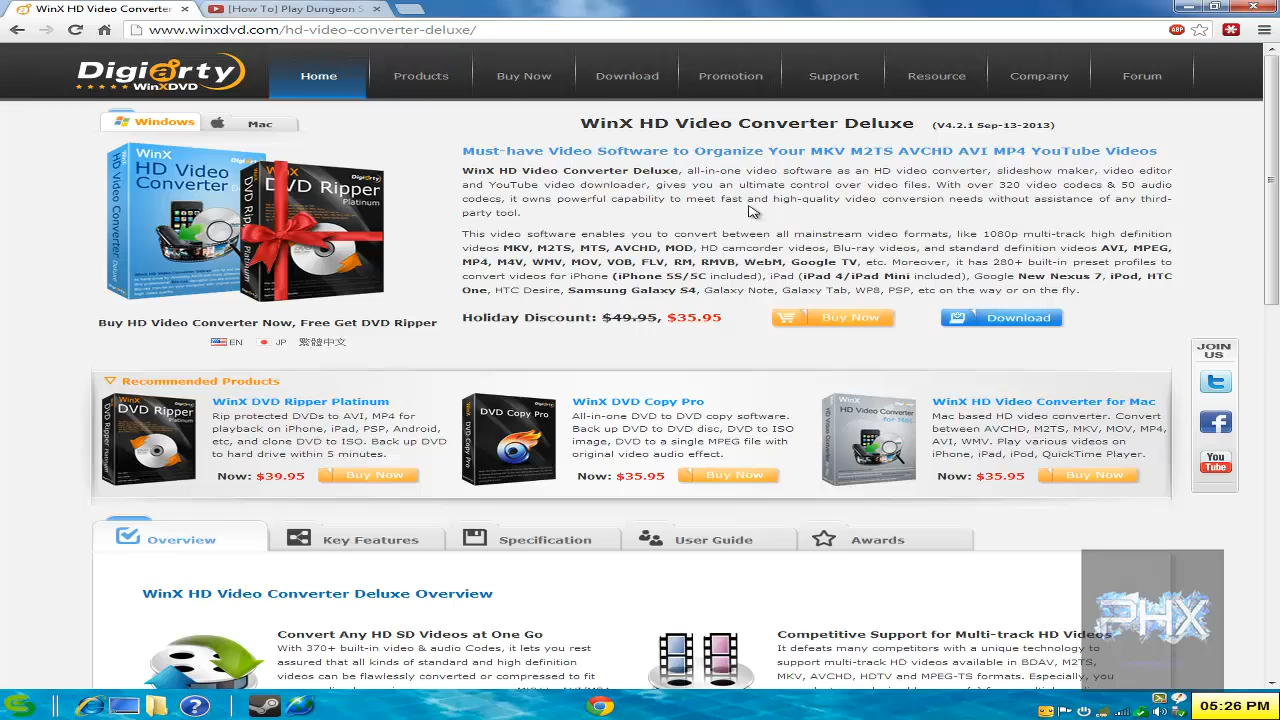 WinX HD Video Converter
[How To] Play Dungeon S
www.winxdvd.com/hd-video-converter-deluxe/
ABP
Digiarty
WinXDVD
Home
Products
Buy Now
Download
Promotion
Support
Resource
Company
Forum
Windows
Mac
WinX HD Video Converter Deluxe (V4.2.1 Sep-13-2013)
Must-have Video Software to Organize Your MKV M2TS AVCHD AVI MP4 YouTube Videos
WinX HD Video Converter Deluxe, all-in-one video software as an HD video converter, slideshow maker, video editor
and YouTube video downloader, gives you an ultimate control over video files. With over 320 video codecs & 50 audio
codecs, it owns powerful capability to meet fast and high-quality video conversion needs without assistance of any third-
party tool.
This video software enables you to convert between all mainstream video formats, like 1080p multi-track high definition
videos MKV, M2TS, MTS, AVCHD, MOD, HD camcorder videos, Blu-ray videos, and standard definition videos AVI, MPEG,
MP4, M4V, WMV, MOV, VOB, FLV, RM, RMVB, WebM, Google TV, etc. Moreover, it has 280+ built-in preset profiles to
convert videos for iPhone (iPhone 5S/5C included), iPad (iPad 4/iPad Mini included), Google New Nexus 7, iPod, HTC
One, HTC Desire, Samsung Galaxy S4, Galaxy Note, Galaxy Tab, WP8, PSP, etc on the way or on the fly.
Holiday Discount: $49.95, $35.95
Buy Now
Download
WinX
HD Video
Converter
Deluxe
WinX
DVD Ripper
Platinum
Digiarty
Buy HD Video Converter Now, Free Get DVD Ripper
EN
JP
繁體中文
JOIN
US
You
Tube
Recommended Products
WinX DVD Ripper Platinum
Rip protected DVDs to AVI, MP4 for
playback on iPhone, iPad, PSP, Android,
etc, and clone DVD to ISO. Back up DVD
to hard drive within 5 minutes.
Now: $39.95
Buy Now
WinX DVD Copy Pro
All-in-one DVD to DVD copy software.
Back up DVD to DVD disc, DVD to ISO
image, DVD to a single MPEG file with
original video audio effect.
Now: $35.95
Buy Now
WinX HD Video Converter for Mac
Mac based HD video converter. Convert
between AVCHD, M2TS, MKV, MOV, MP4,
AVI, WMV. Play various videos on
iPhone, iPad, iPod, QuickTime Player.
Now: $35.95
Buy Now
Overview
Key Features
Specification
User Guide
Awards
WinX HD Video Converter Deluxe Overview
Convert Any HD SD Videos at One Go
With 370+ built-in video & audio Codes, it lets you rest
assured that all kinds of standard and high definition
videos can be flawlessly converted or compressed to fit
Competitive Support for Multi-track HD Videos
It defeats many competitors with a unique technology to
support multi-track HD videos available in BDAV, M2TS,
MKV, AVCHD, HDTV and MPEG-TS formats. Especially, you
PHX
05:26 PM